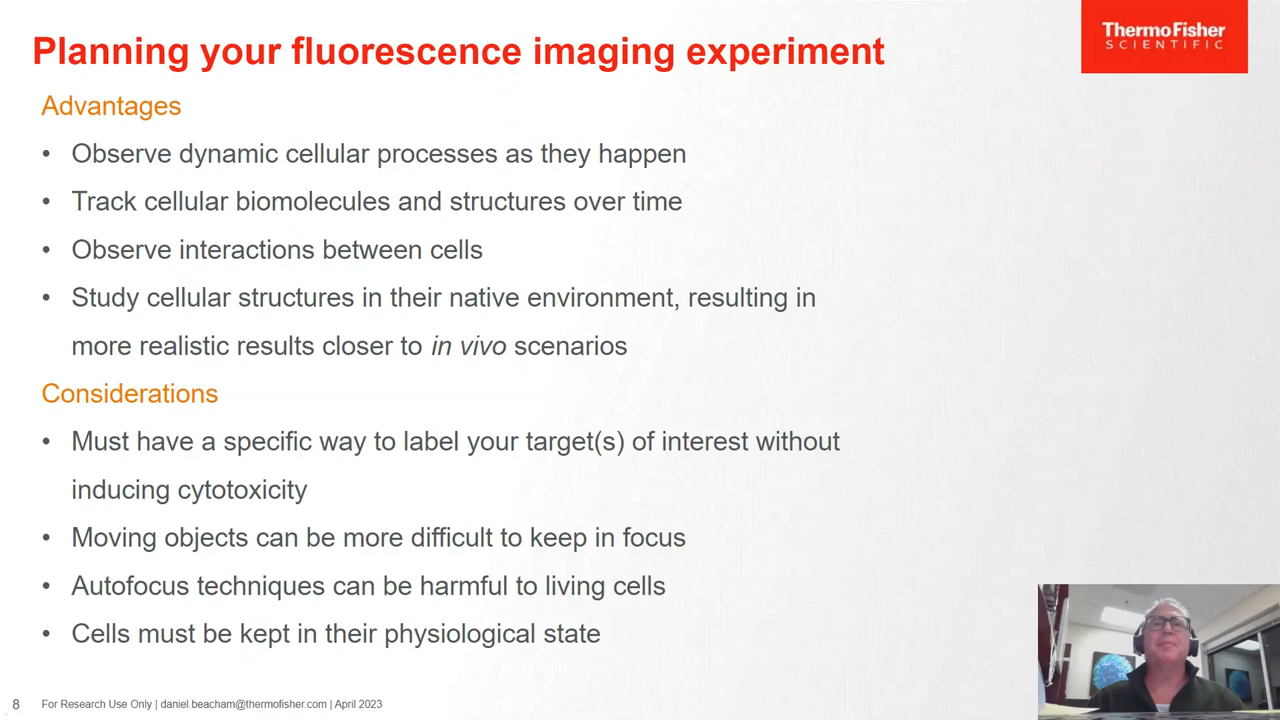 Planning your fluorescence imaging experiment
ThermoFisher
SCIENTIFIC
Advantages
• Observe dynamic cellular processes as they happen
• Track cellular biomolecules and structures over time
• Observe interactions between cells
• Study cellular structures in their native environment, resulting in
more realistic results closer to in vivo scenarios
Considerations
• Must have a specific way to label your target(s) of interest without
inducing cytotoxicity
• Moving objects can be more difficult to keep in focus
• Autofocus techniques can be harmful to living cells
• Cells must be kept in their physiological state
8 For Research Use Only | daniel.beacham@thermofisher.com | April 2023